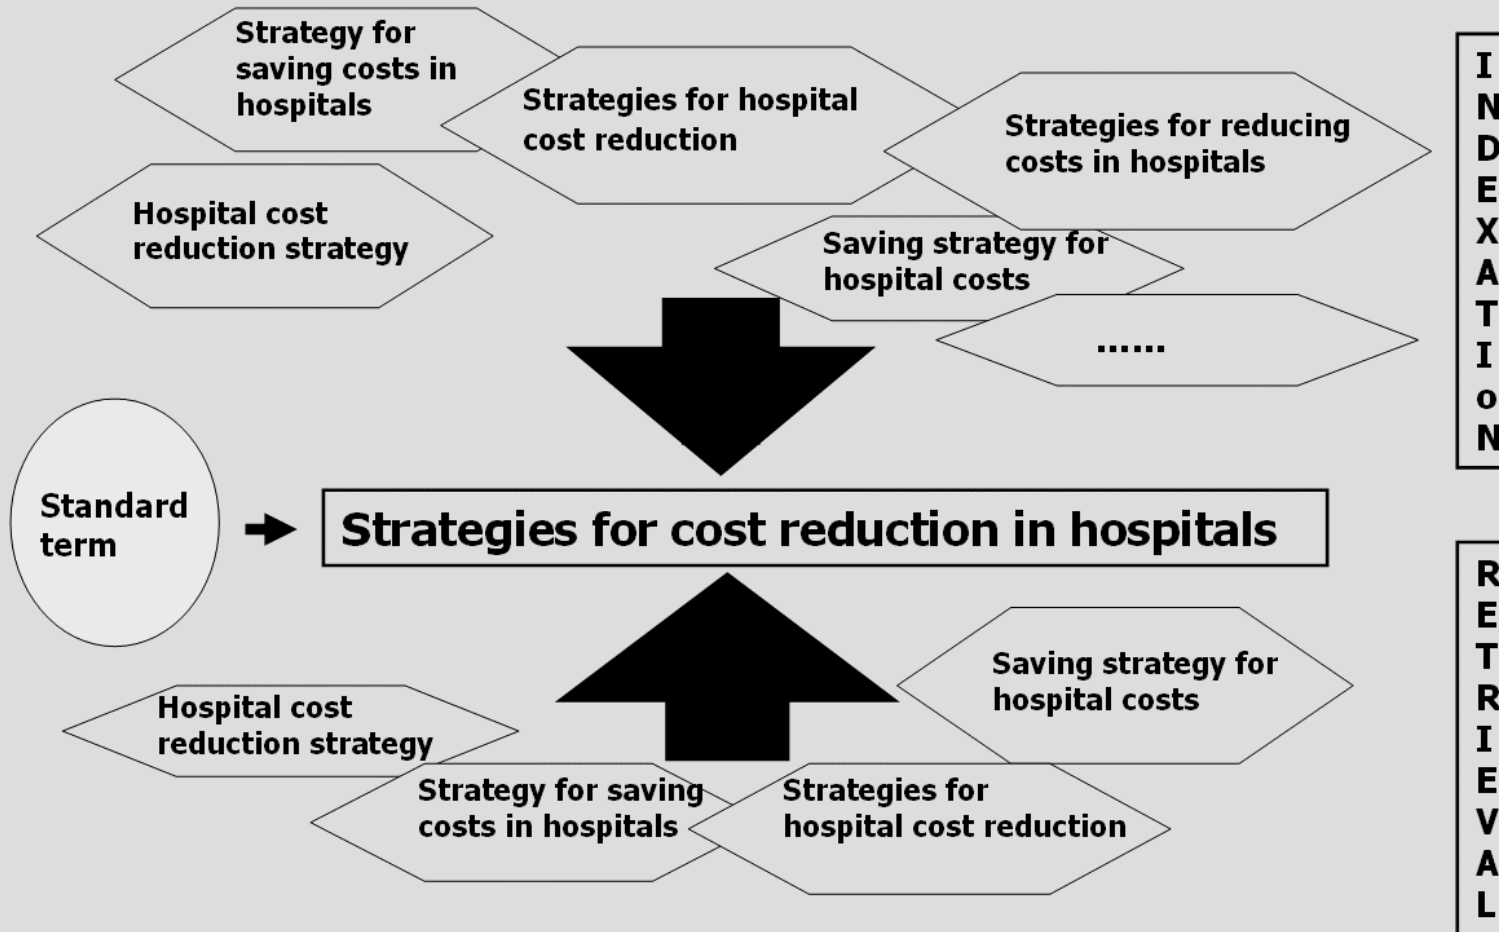 Strategy for
saving costs in
hospitals
Strategies for hospital
cost reduction
Strategies for reducing
costs in hospitals
Hospital cost
reduction strategy
Saving strategy for
hospital costs
......
I
N
D
E
X
A
T
I
o
N
Standard
term
Strategies for cost reduction in hospitals
Saving strategy for
hospital costs
Hospital cost
reduction strategy
Strategy for saving
costs in hospitals
Strategies for
hospital cost reduction
R
E
T
R
I
E
V
A
L